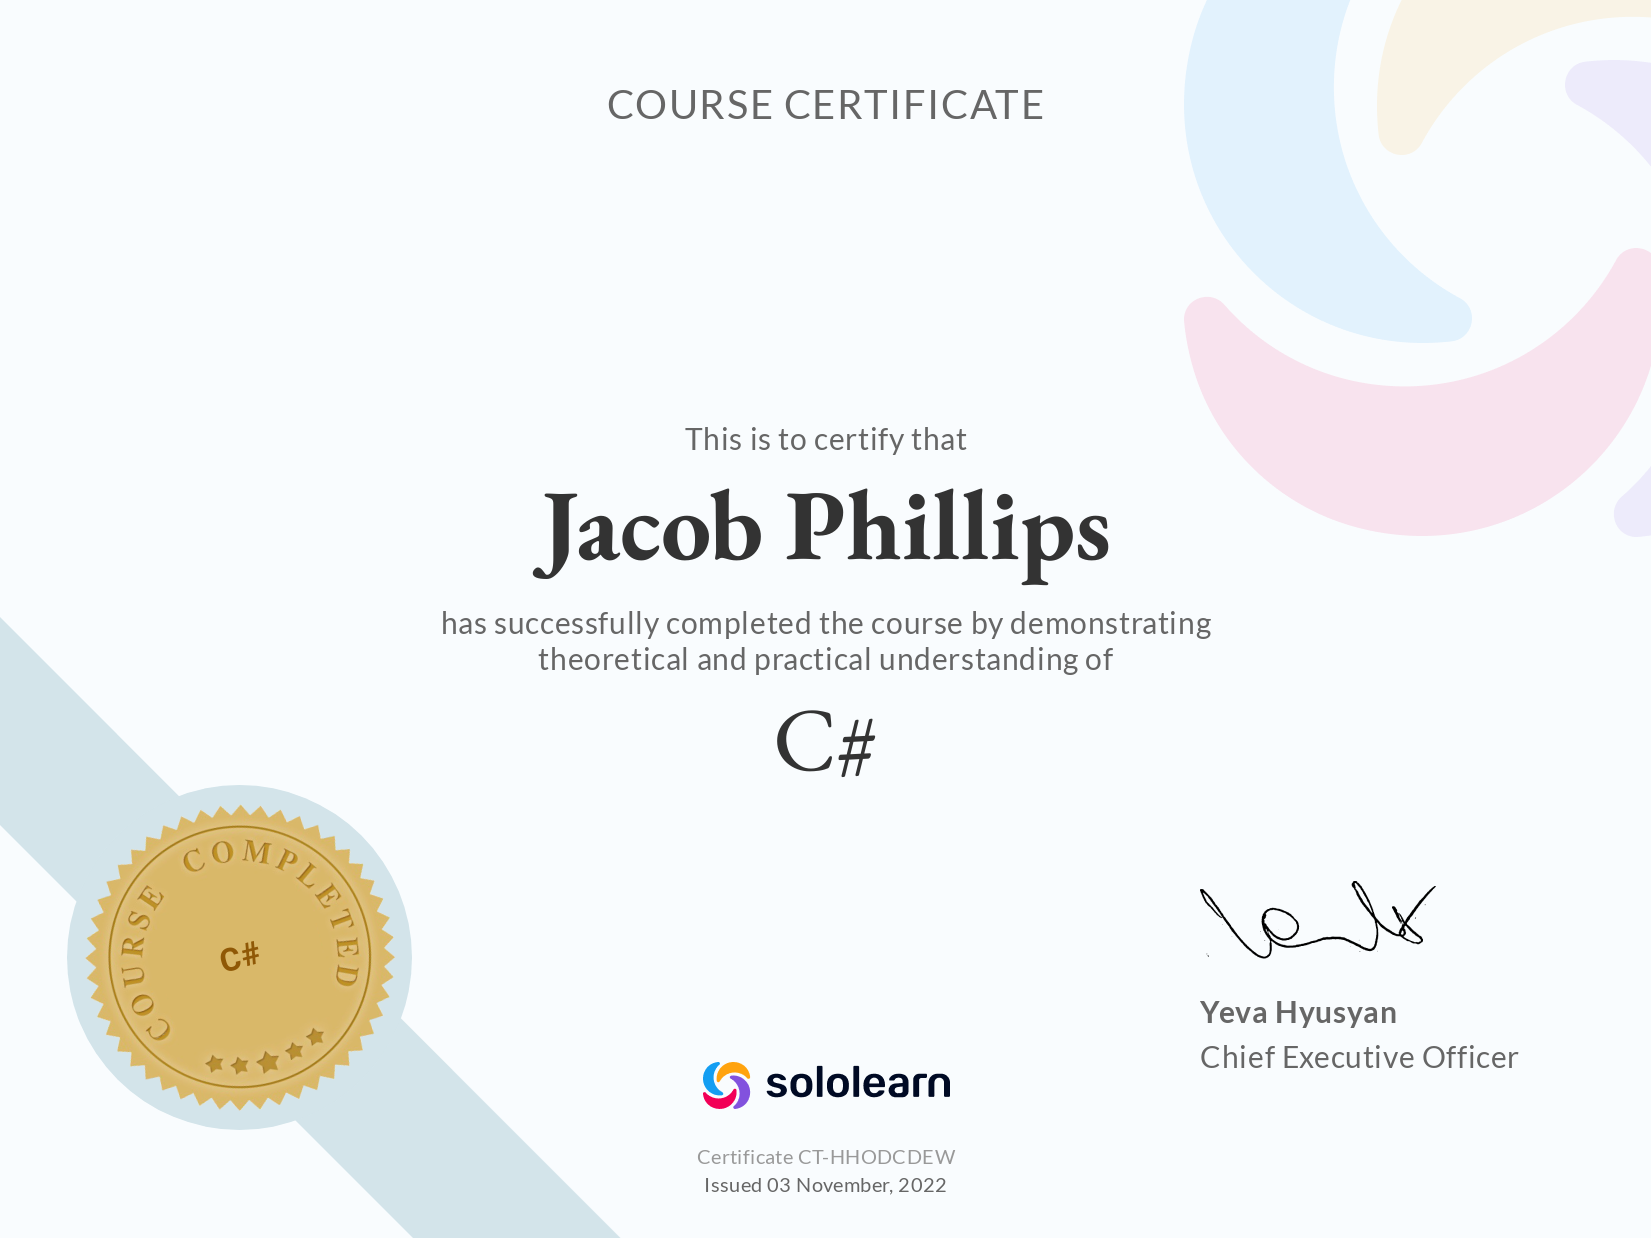 COURSE CERTIFICATE
This is to certify that
Jacob Phillips
has successfully completed the course by demonstrating
theoretical and practical understanding of
C#
COURSE COMPLETED
C#
Yeva Hyusyan
Chief Executive Officer
sololearn
Certificate CT-HHODCDEW
Issued 03 November, 2022